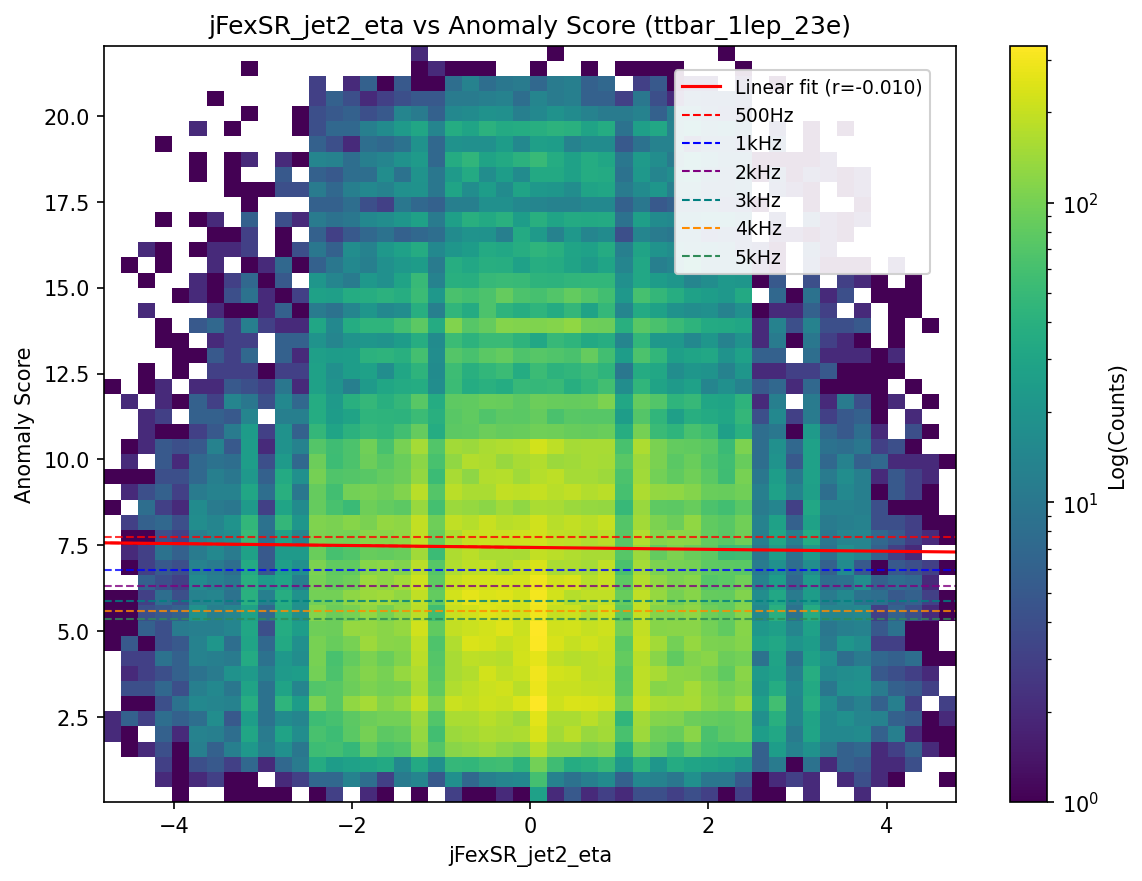 jFexSR_jet2_eta vs Anomaly Score (ttbar_1lep_23e)
Linear fit (r=-0.010)
500Hz
1kHz
2kHz
3kHz
4kHz
5kHz
20.0
17.5
15.0
12.5
10.0
7.5
5.0
2.5
Anomaly Score
−4
−2
0
2
4
jFexSR_jet2_eta
10²
10¹
10⁰
Log(Counts)